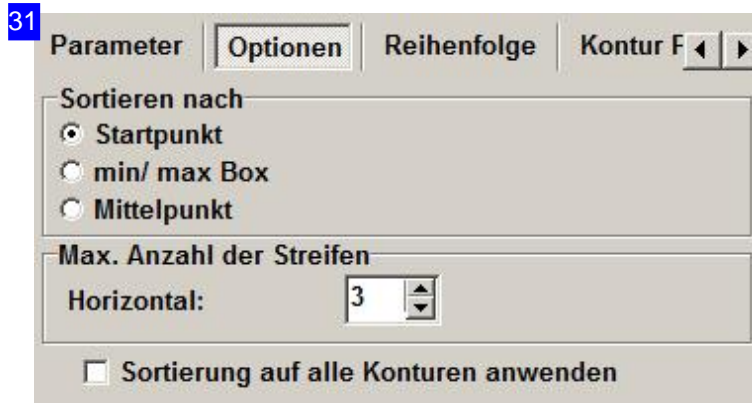 31
Parameter Optionen Reihenfolge Kontur
Sortieren nach
Startpunkt
min/ max Box
Mittelpunkt
Max. Anzahl der Streifen
Horizontal: 3
Sortierung auf alle Konturen anwenden